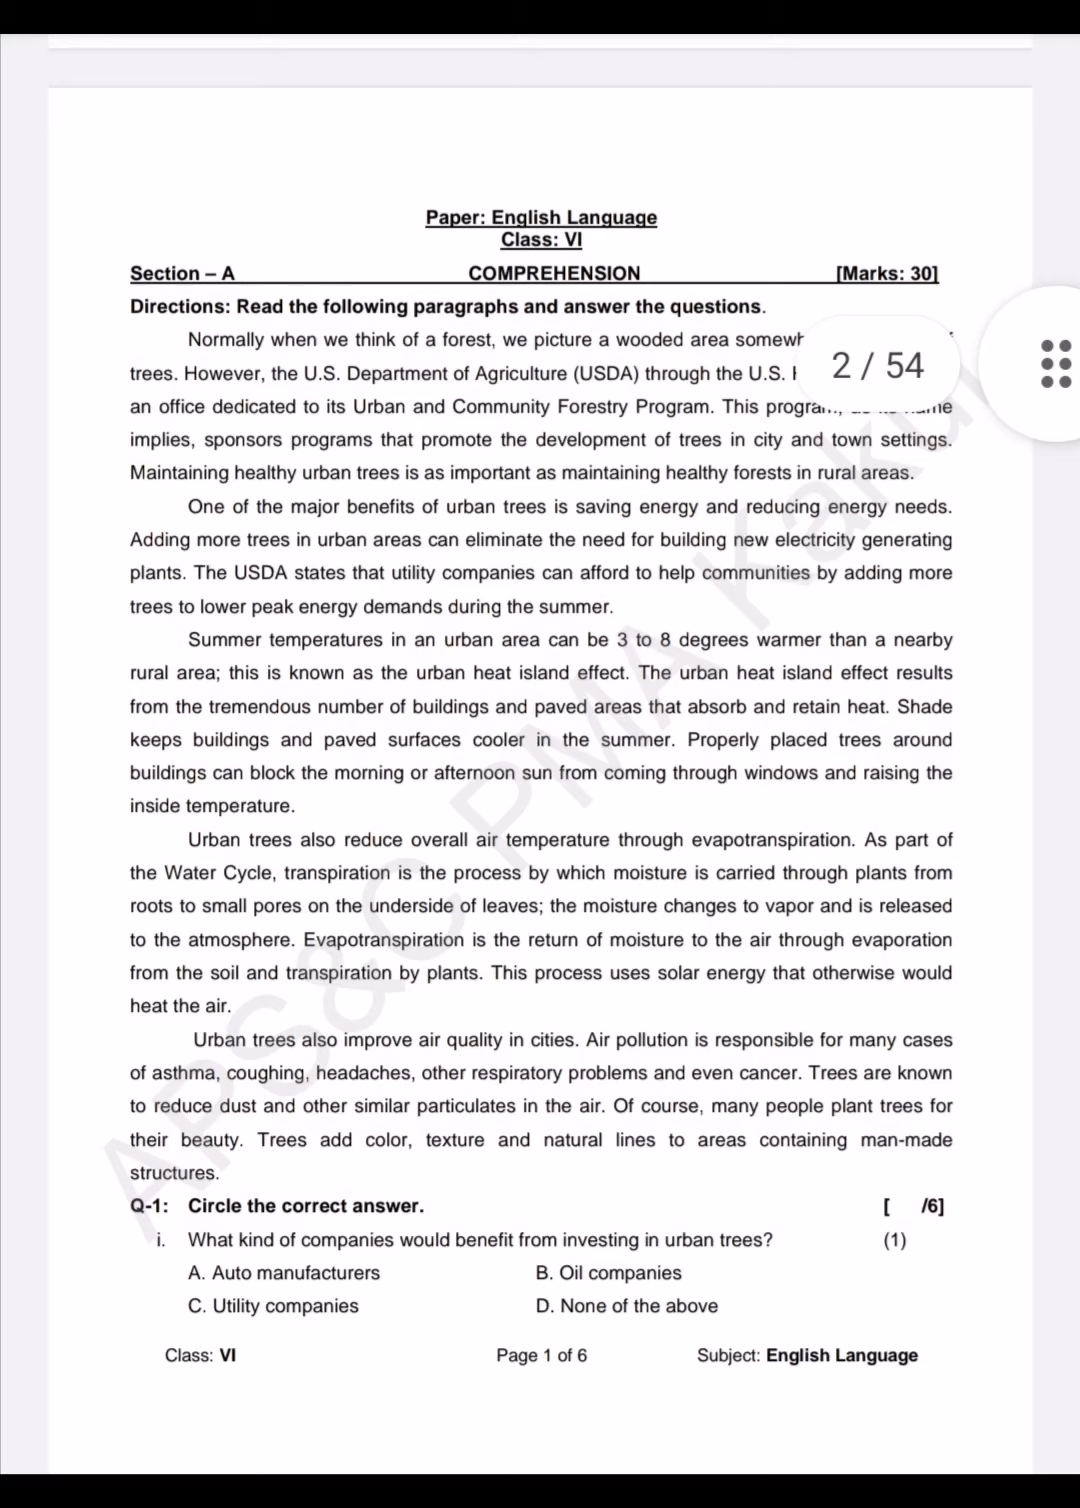 Paper: English Language
Class: VI
Section – A COMPREHENSION [Marks: 30]
Directions: Read the following paragraphs and answer the questions.
Normally when we think of a forest, we picture a wooded area
trees. However, the U.S. Department of Agriculture (USDA) through the U.S.
an office dedicated to its Urban and Community Forestry Program. This
implies, sponsors programs that promote the development of trees in city and town settings.
Maintaining healthy urban trees is as important as maintaining healthy forests in rural areas.
One of the major benefits of urban trees is saving energy and reducing energy needs.
Adding more trees in urban areas can eliminate the need for building new electricity generating
plants. The USDA states that utility companies can afford to help communities by adding more
trees to lower peak energy demands during the summer.
Summer temperatures in an urban area can be 3 to 8 degrees warmer than a nearby
rural area; this is known as the urban heat island effect. The urban heat island effect results
from the tremendous number of buildings and paved areas that absorb and retain heat. Shade
keeps buildings and paved surfaces cooler in the summer. Properly placed trees around
buildings can block the morning or afternoon sun from coming through windows and raising the
inside temperature.
Urban trees also reduce overall air temperature through evapotranspiration. As part of
the Water Cycle, transpiration is the process by which moisture is carried through plants from
roots to small pores on the underside of leaves; the moisture changes to vapor and is released
to the atmosphere. Evapotranspiration is the return of moisture to the air through evaporation
from the soil and transpiration by plants. This process uses solar energy that otherwise would
heat the air.
Urban trees also improve air quality in cities. Air pollution is responsible for many cases
of asthma, coughing, headaches, other respiratory problems and even cancer. Trees are known
to reduce dust and other similar particulates in the air. Of course, many people plant trees for
their beauty. Trees add color, texture and natural lines to areas containing man-made
structures.
Q-1: Circle the correct answer. [ /6]
i. What kind of companies would benefit from investing in urban trees? (1)
A. Auto manufacturers B. Oil companies
C. Utility companies D. None of the above
Class: VI Page 1 of 6 Subject: English Language
2 / 54
APS&C PMA Kakul